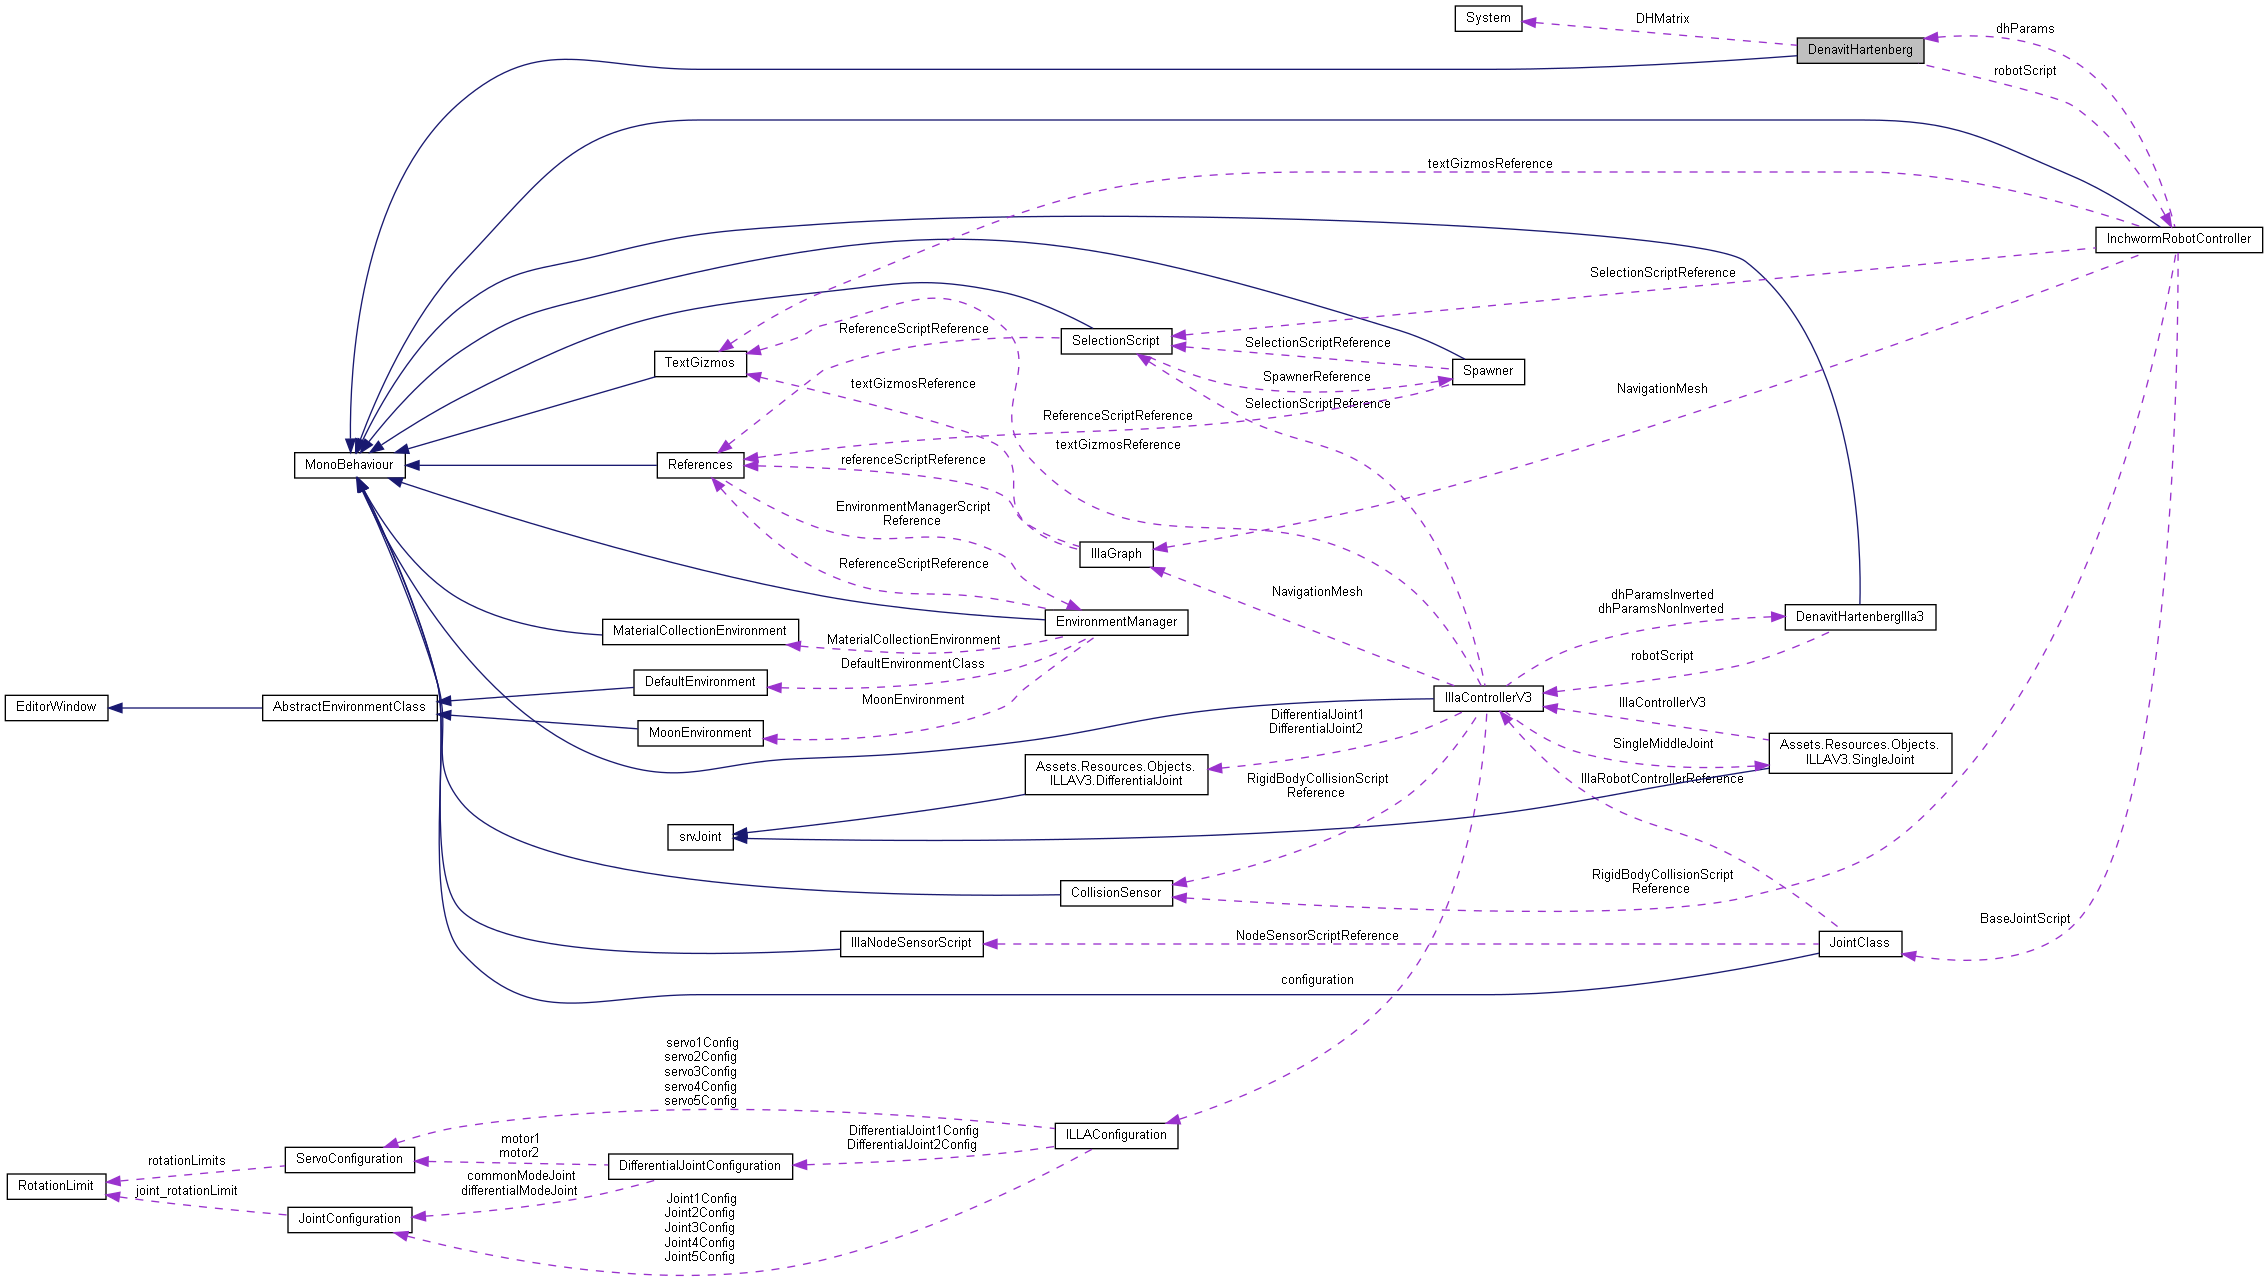 System
DHMatrix
DenavitHartenberg
dhParams
robotScript
textGizmosReference
InchwormRobotController
SelectionScriptReference
ReferenceScriptReference
SelectionScript
SelectionScriptReference
Spawner
TextGizmos
SpawnerReference
textGizmosReference
NavigationMesh
SelectionScriptReference
ReferenceScriptReference
textGizmosReference
MonoBehaviour
References
referenceScriptReference
EnvironmentManagerScript
Reference
IllaGraph
ReferenceScriptReference
NavigationMesh
dhParamsInverted
dhParamsNonInverted
DenavitHartenbergIlla3
EnvironmentManager
MaterialCollectionEnvironment
MaterialCollectionEnvironment
robotScript
DefaultEnvironmentClass
DefaultEnvironment
MoonEnvironment
IllaControllerV3
IllaControllerV3
EditorWindow
AbstractEnvironmentClass
DifferentialJoint1
DifferentialJoint2
MoonEnvironment
SingleMiddleJoint
Assets.Resources.Objects.
ILLAV3.SingleJoint
Assets.Resources.Objects.
ILLAV3.DifferentialJoint
RigidBodyCollisionScript
Reference
IllaRobotControllerReference
srvJoint
RigidBodyCollisionScript
Reference
CollisionSensor
BaseJointScript
NodeSensorScriptReference
IllaNodeSensorScript
JointClass
configuration
servo1Config
servo2Config
servo3Config
servo4Config
servo5Config
DifferentialJoint1Config
DifferentialJoint2Config
ILLAConfiguration
motor1
motor2
ServoConfiguration
rotationLimits
DifferentialJointConfiguration
RotationLimit
joint_rotationLimit
commonModeJoint
differentialModeJoint
JointConfiguration
Joint1Config
Joint2Config
Joint3Config
Joint4Config
Joint5Config